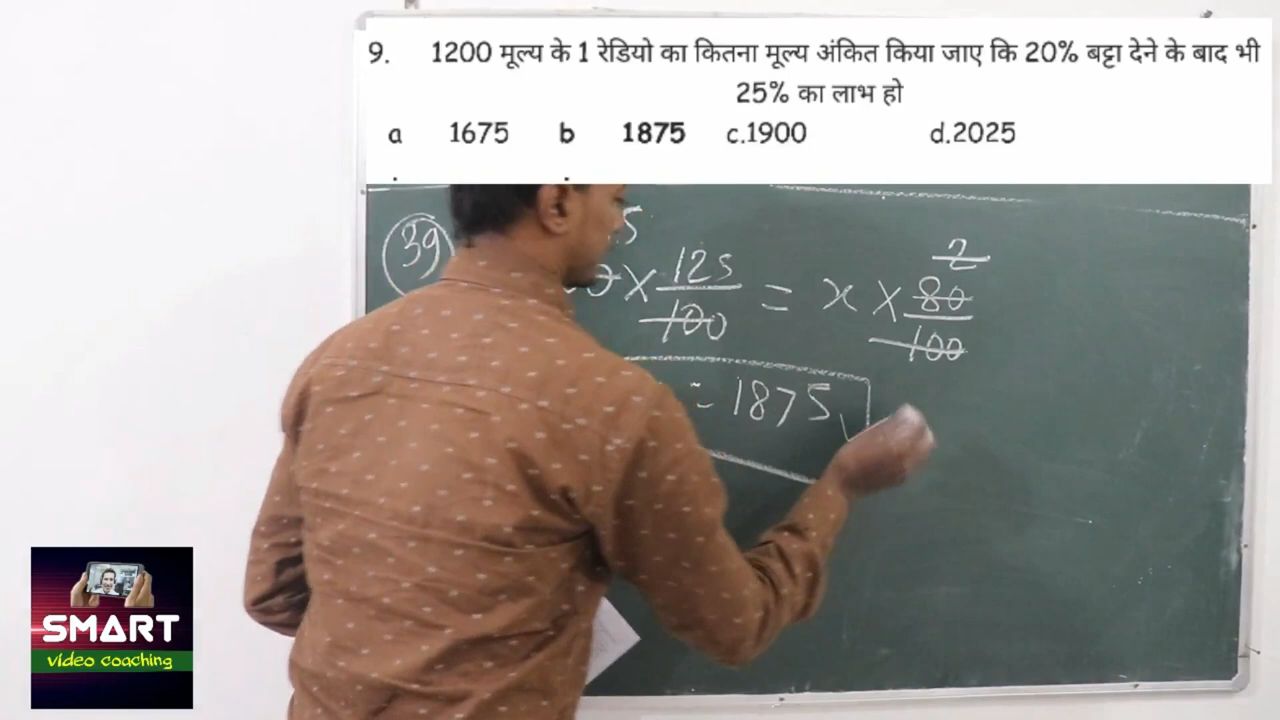 9. 1200 मूल्य के 1 रेडियो का कितना मूल्य अंकित किया जाए कि 20% बट्टा देने के बाद भी
25% का लाभ हो
a 1675 b 1875 c.1900 d.2025
. .
39
5 2
× 125 = x × 80
100 100
= 1875
SMART
video coaching